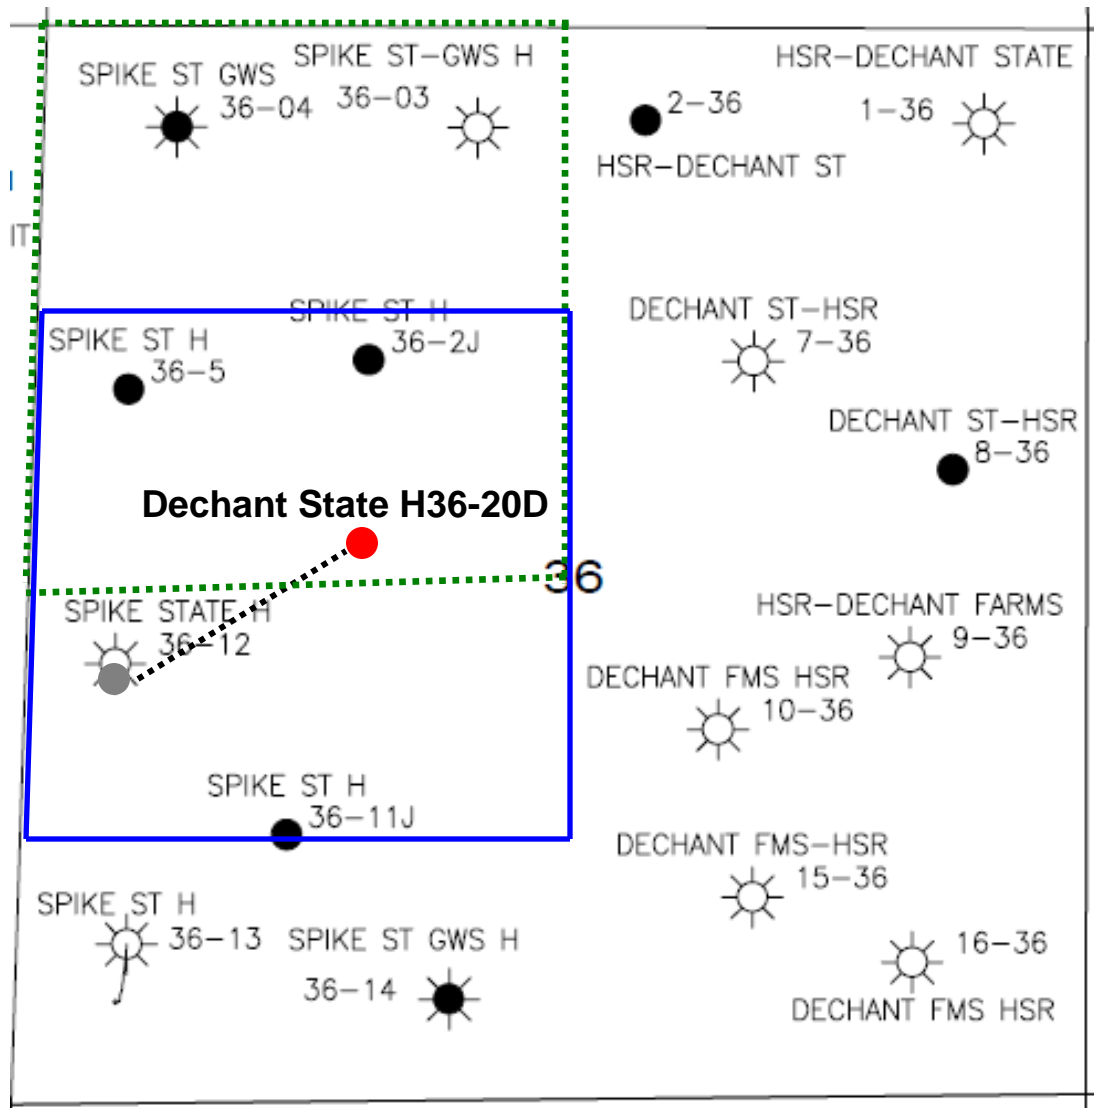 SPIKE ST GWS
36-04
SPIKE ST-GWS H
36-03
HSR-DECHANT STATE
1-36
2-36
HSR-DECHANT ST
IT
SPIKE ST H
36-2J
SPIKE ST H
36-5
DECHANT ST-HSR
7-36
DECHANT ST-HSR
8-36
Dechant State H36-20D
36
SPIKE STATE H
36-12
HSR-DECHANT FARMS
9-36
DECHANT FMS HSR
10-36
SPIKE ST H
36-11J
DECHANT FMS-HSR
15-36
SPIKE ST H
36-13
SPIKE ST GWS H
36-14
16-36
DECHANT FMS HSR